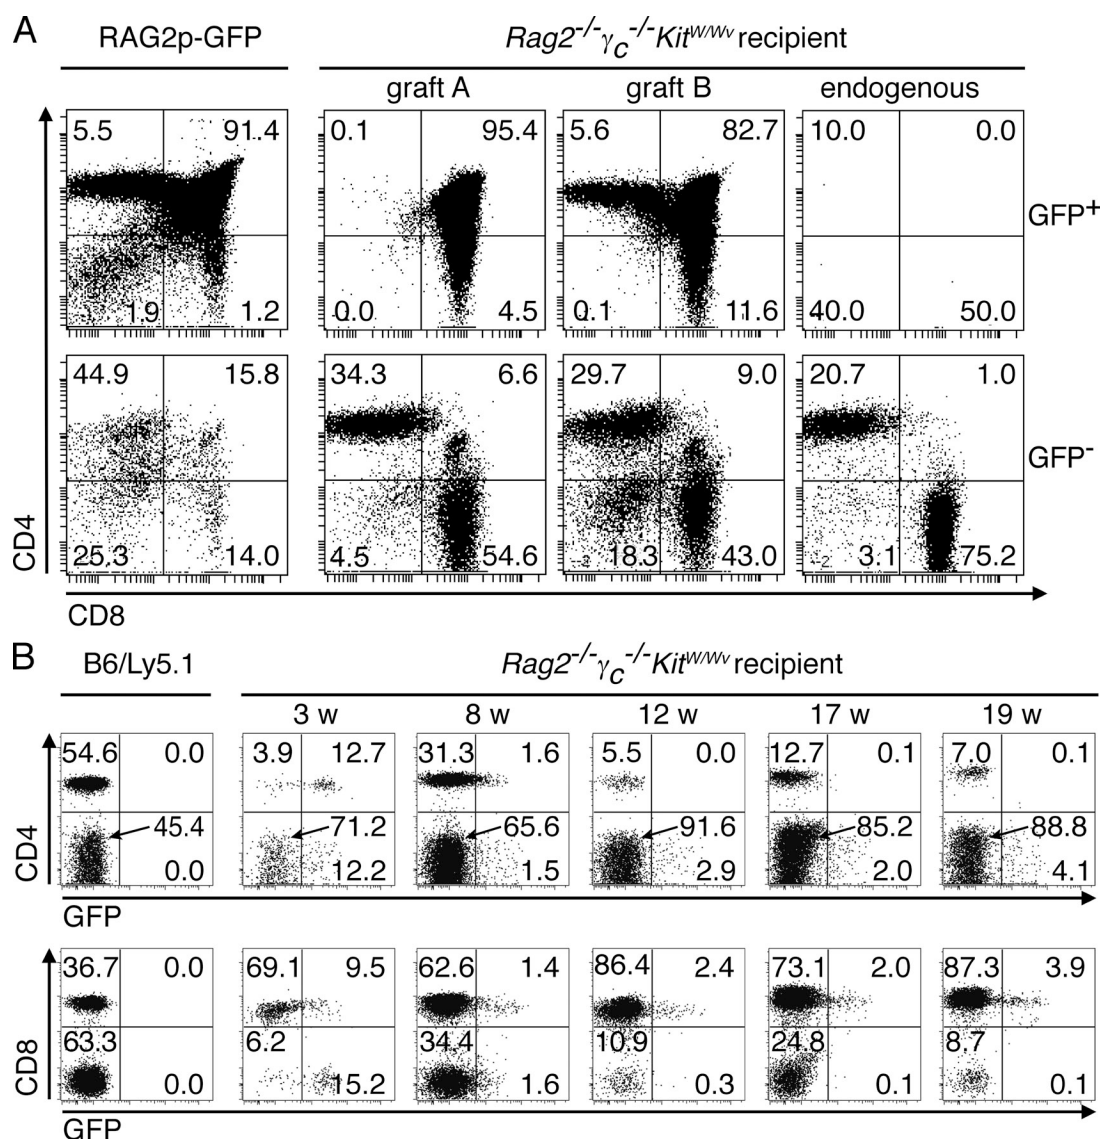 A
RAG2p-GFP
Rag2-/-γc-/-KitW/Wv recipient
graft A graft B endogenous
5.5 91.4 0.1 95.4 5.6 82.7 10.0 0.0
GFP+
1.9 1.2 0.0 4.5 0.1 11.6 40.0 50.0
44.9 15.8 34.3 6.6 29.7 9.0 20.7 1.0
GFP-
25.3 14.0 4.5 54.6 18.3 43.0 3.1 75.2
CD4
CD8
B
B6/Ly5.1
Rag2-/-γc-/-KitW/Wv recipient
3 w 8 w 12 w 17 w 19 w
54.6 0.0 3.9 12.7 31.3 1.6 5.5 0.0 12.7 0.1 7.0 0.1
45.4 71.2 65.6 91.6 85.2 88.8
0.0 12.2 1.5 2.9 2.0 4.1
CD4
GFP
36.7 0.0 69.1 9.5 62.6 1.4 86.4 2.4 73.1 2.0 87.3 3.9
63.3 6.2 34.4 10.9 24.8 8.7
0.0 15.2 1.6 0.3 0.1 0.1
CD8
GFP